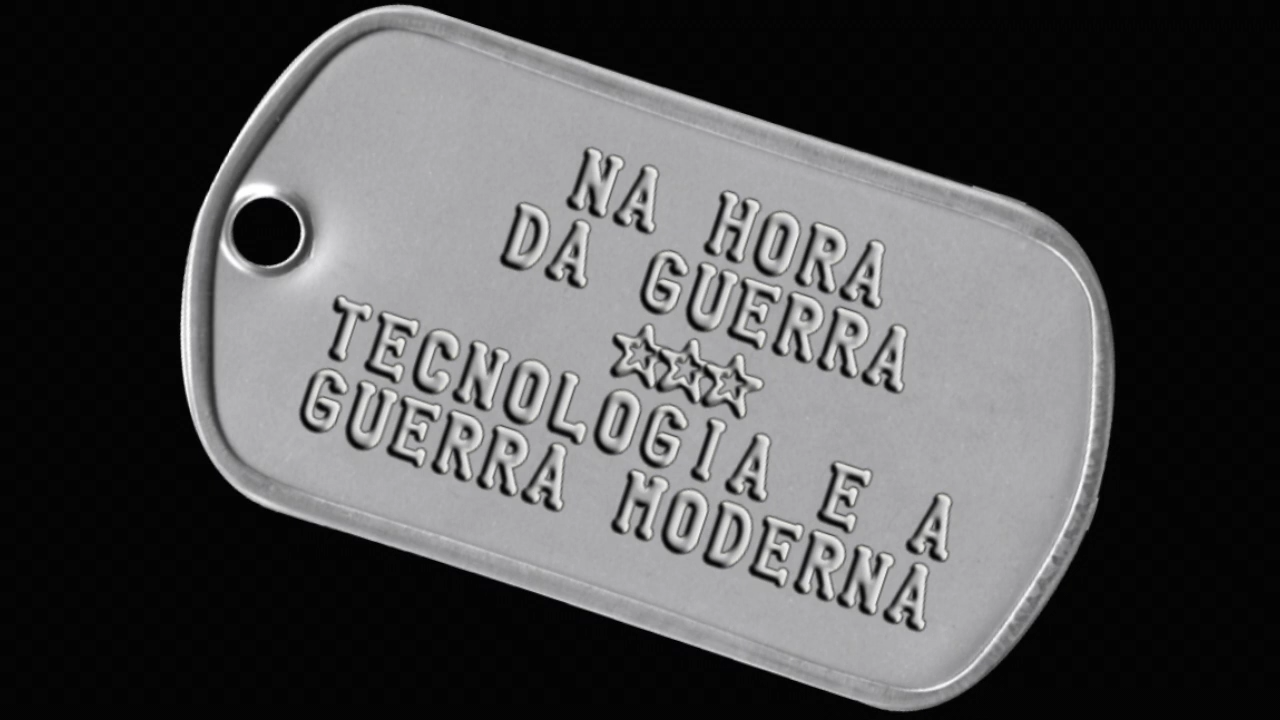 NA HORA
DA GUERRA
★★★
TECNOLOGIA E A
GUERRA MODERNA